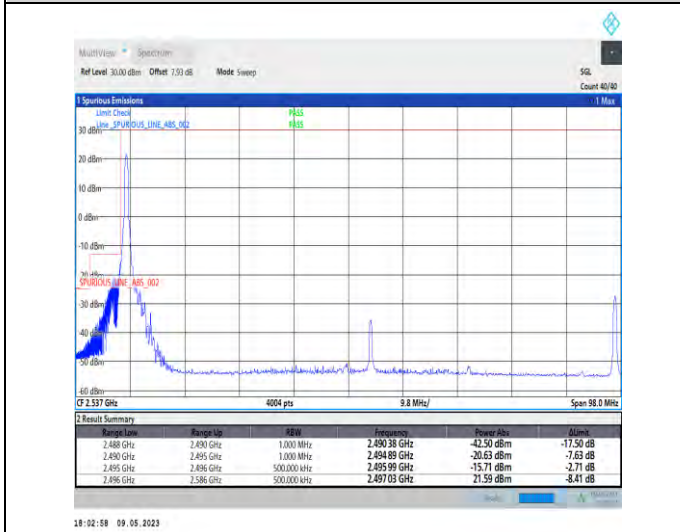 MultiView Spectrum
Ref Level 30.00 dBm Offset 7.93 dB Mode Sweep SGL
Count 40/40
1 Spurious Emissions 1 Max
Limit Check PASS
Line _SPURIOUS_LINE_ABS_002 PASS
30 dBm
20 dBm
10 dBm
0 dBm
-10 dBm
-20 dBm
SPURIOUS_LINE_ABS_002
-30 dBm
-40 dBm
-50 dBm
-60 dBm
CF 2.537 GHz 4004 pts 9.8 MHz/ Span 98.0 MHz
2 Result Summary
Range Low Range Up RBW Frequency Power Abs ΔLimit
2.488 GHz 2.490 GHz 1.000 MHz 2.490 38 GHz -42.50 dBm -17.50 dB
2.490 GHz 2.495 GHz 1.000 MHz 2.494 89 GHz -20.63 dBm -7.63 dB
2.495 GHz 2.496 GHz 500.000 kHz 2.495 99 GHz -15.71 dBm -2.71 dB
2.496 GHz 2.586 GHz 500.000 kHz 2.497 03 GHz 21.59 dBm -8.41 dB
18:02:58 09.05.2023